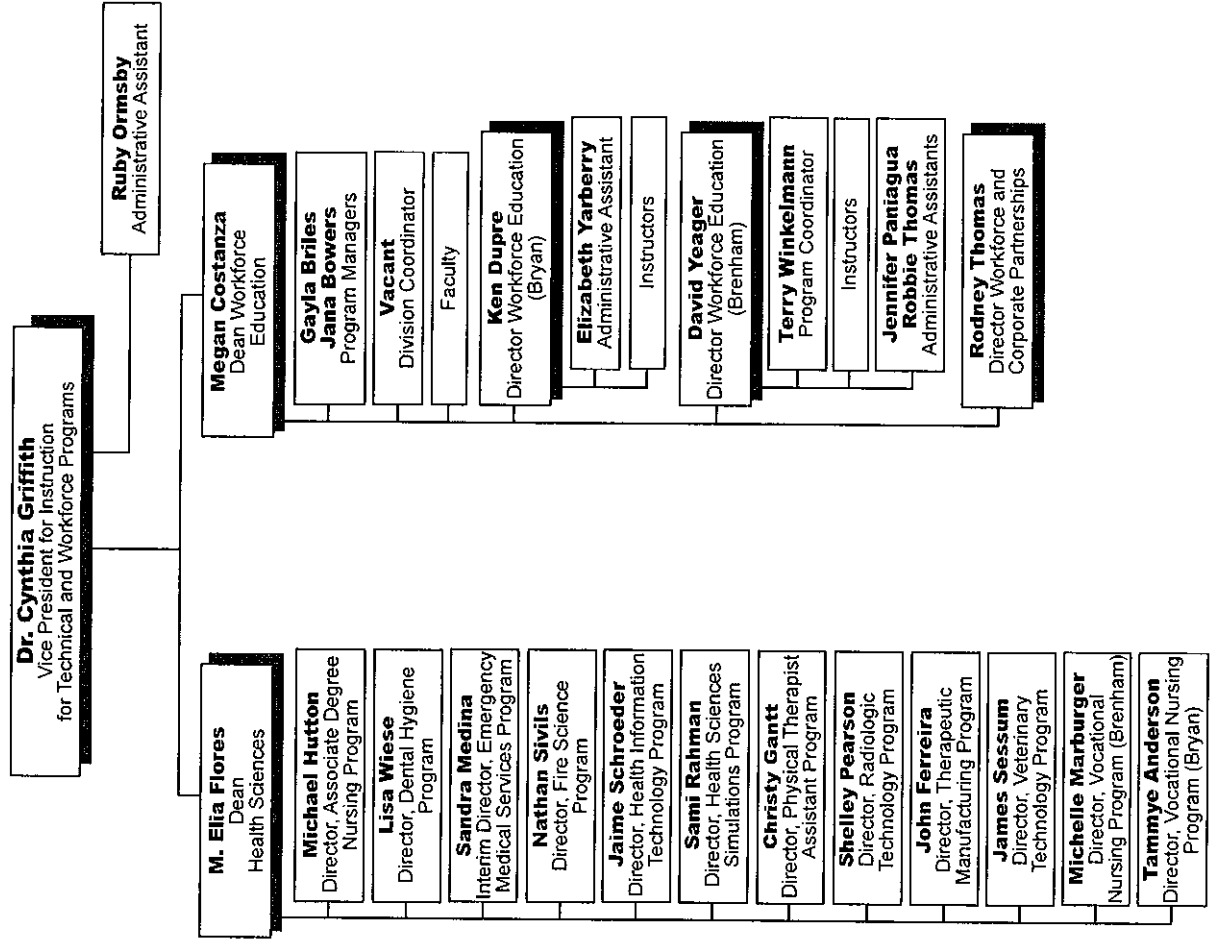 Dr. Cynthia Griffith
Vice President for Instruction
for Technical and Workforce Programs
Ruby Ormsby
Administrative Assistant
M. Elia Flores
Dean
Health Sciences
Michael Hutton
Director, Associate Degree
Nursing Program
Lisa Wiese
Director, Dental Hygiene
Program
Sandra Medina
Interim Director, Emergency
Medical Services Program
Nathan Sivils
Director, Fire Science
Program
Jaime Schroeder
Director, Health Information
Technology Program
Sami Rahman
Director, Health Sciences
Simulations Program
Christy Gantt
Director, Physical Therapist
Assistant Program
Shelley Pearson
Director, Radiologic
Technology Program
John Ferreira
Director, Therapeutic
Manufacturing Program
James Sessum
Director, Veterinary
Technology Program
Michelle Marburger
Director, Vocational
Nursing Program (Brenham)
Tammye Anderson
Director, Vocational Nursing
Program (Bryan)
Megan Costanza
Dean Workforce
Education
Gayla Briles
Jana Bowers
Program Managers
Vacant
Division Coordinator
Faculty
Ken Dupre
Director Workforce Education
(Bryan)
Elizabeth Yarberry
Administrative Assistant
Instructors
David Yeager
Director Workforce Education
(Brenham)
Terry Winkelmann
Program Coordinator
Instructors
Jennifer Paniagua
Robbie Thomas
Administrative Assistants
Rodney Thomas
Director Workforce and
Corporate Partnerships